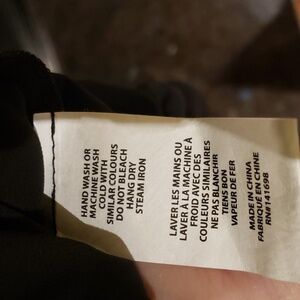 HAND WASH OR
MACHINE WASH
COLD WITH
SIMILAR COLOURS
DO NOT BLEACH
HANG DRY
STEAM IRON
LAVER LES MAINS OU
LAVER À LA MACHINE À
FROID AVEC DES
COULEURS SIMILAIRES
NE PAS BLANCHIR
TIENS BON
VAPEUR DE FER
MADE IN CHINA
FABRIQUÉ EN CHINE
RN#141698